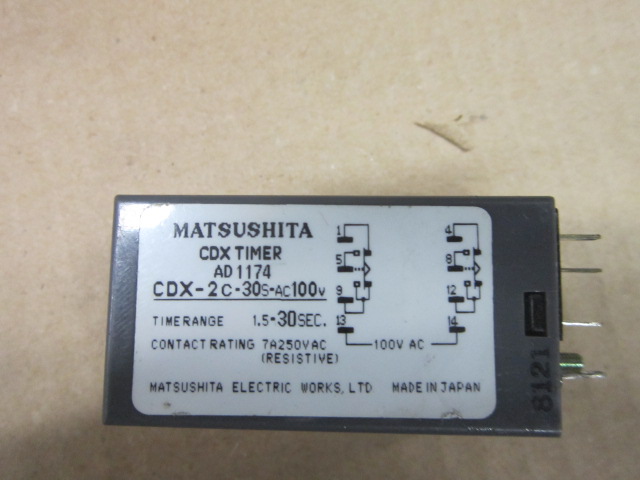 MATSUSHITA
CDX TIMER
AD1174
CDX-2C-30S-AC100V
TIME RANGE 1.5-30SEC.
CONTACT RATING 7A250VAC
(RESISTIVE)
MATSUSHITA ELECTRIC WORKS, LTD MADE IN JAPAN
1 4
5 8
9 12
13 14
100V AC
8121